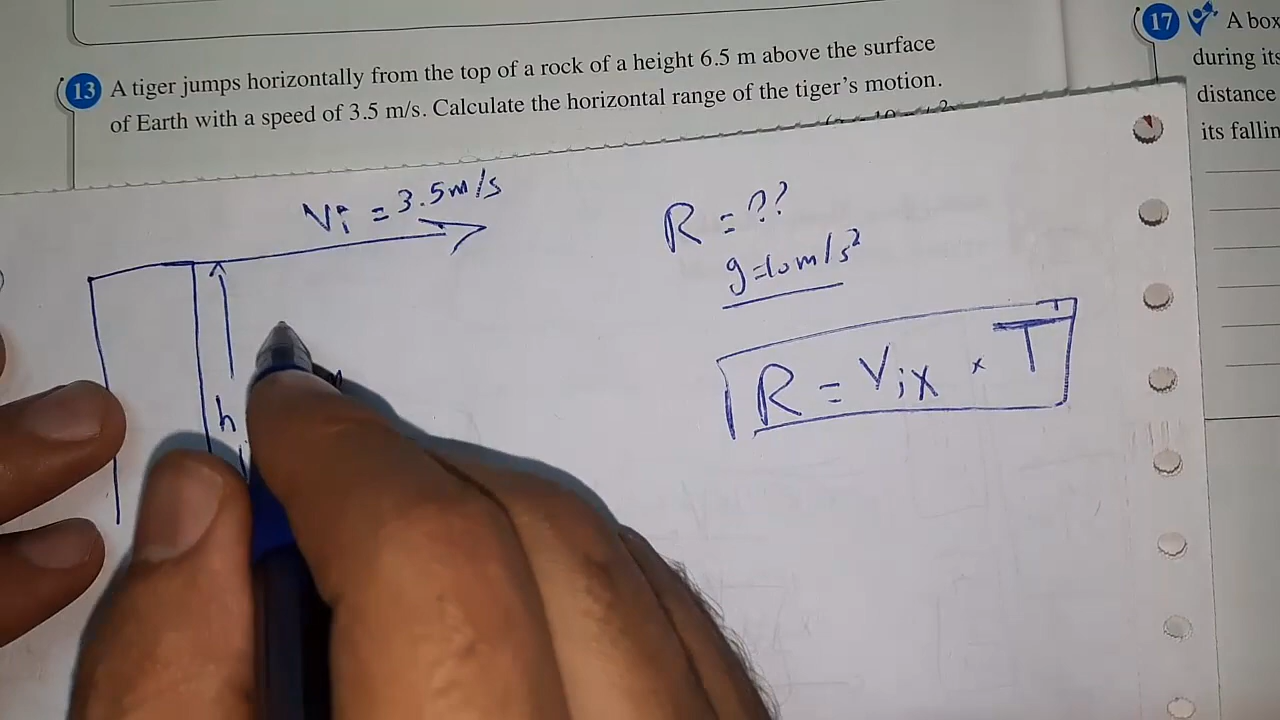 13 A tiger jumps horizontally from the top of a rock of a height 6.5 m above the surface
of Earth with a speed of 3.5 m/s. Calculate the horizontal range of the tiger's motion.
17 A box
during its
distance
its fallin
Vi = 3.5m/s
h
R = ??
g=10m/s²
R = Vix × T